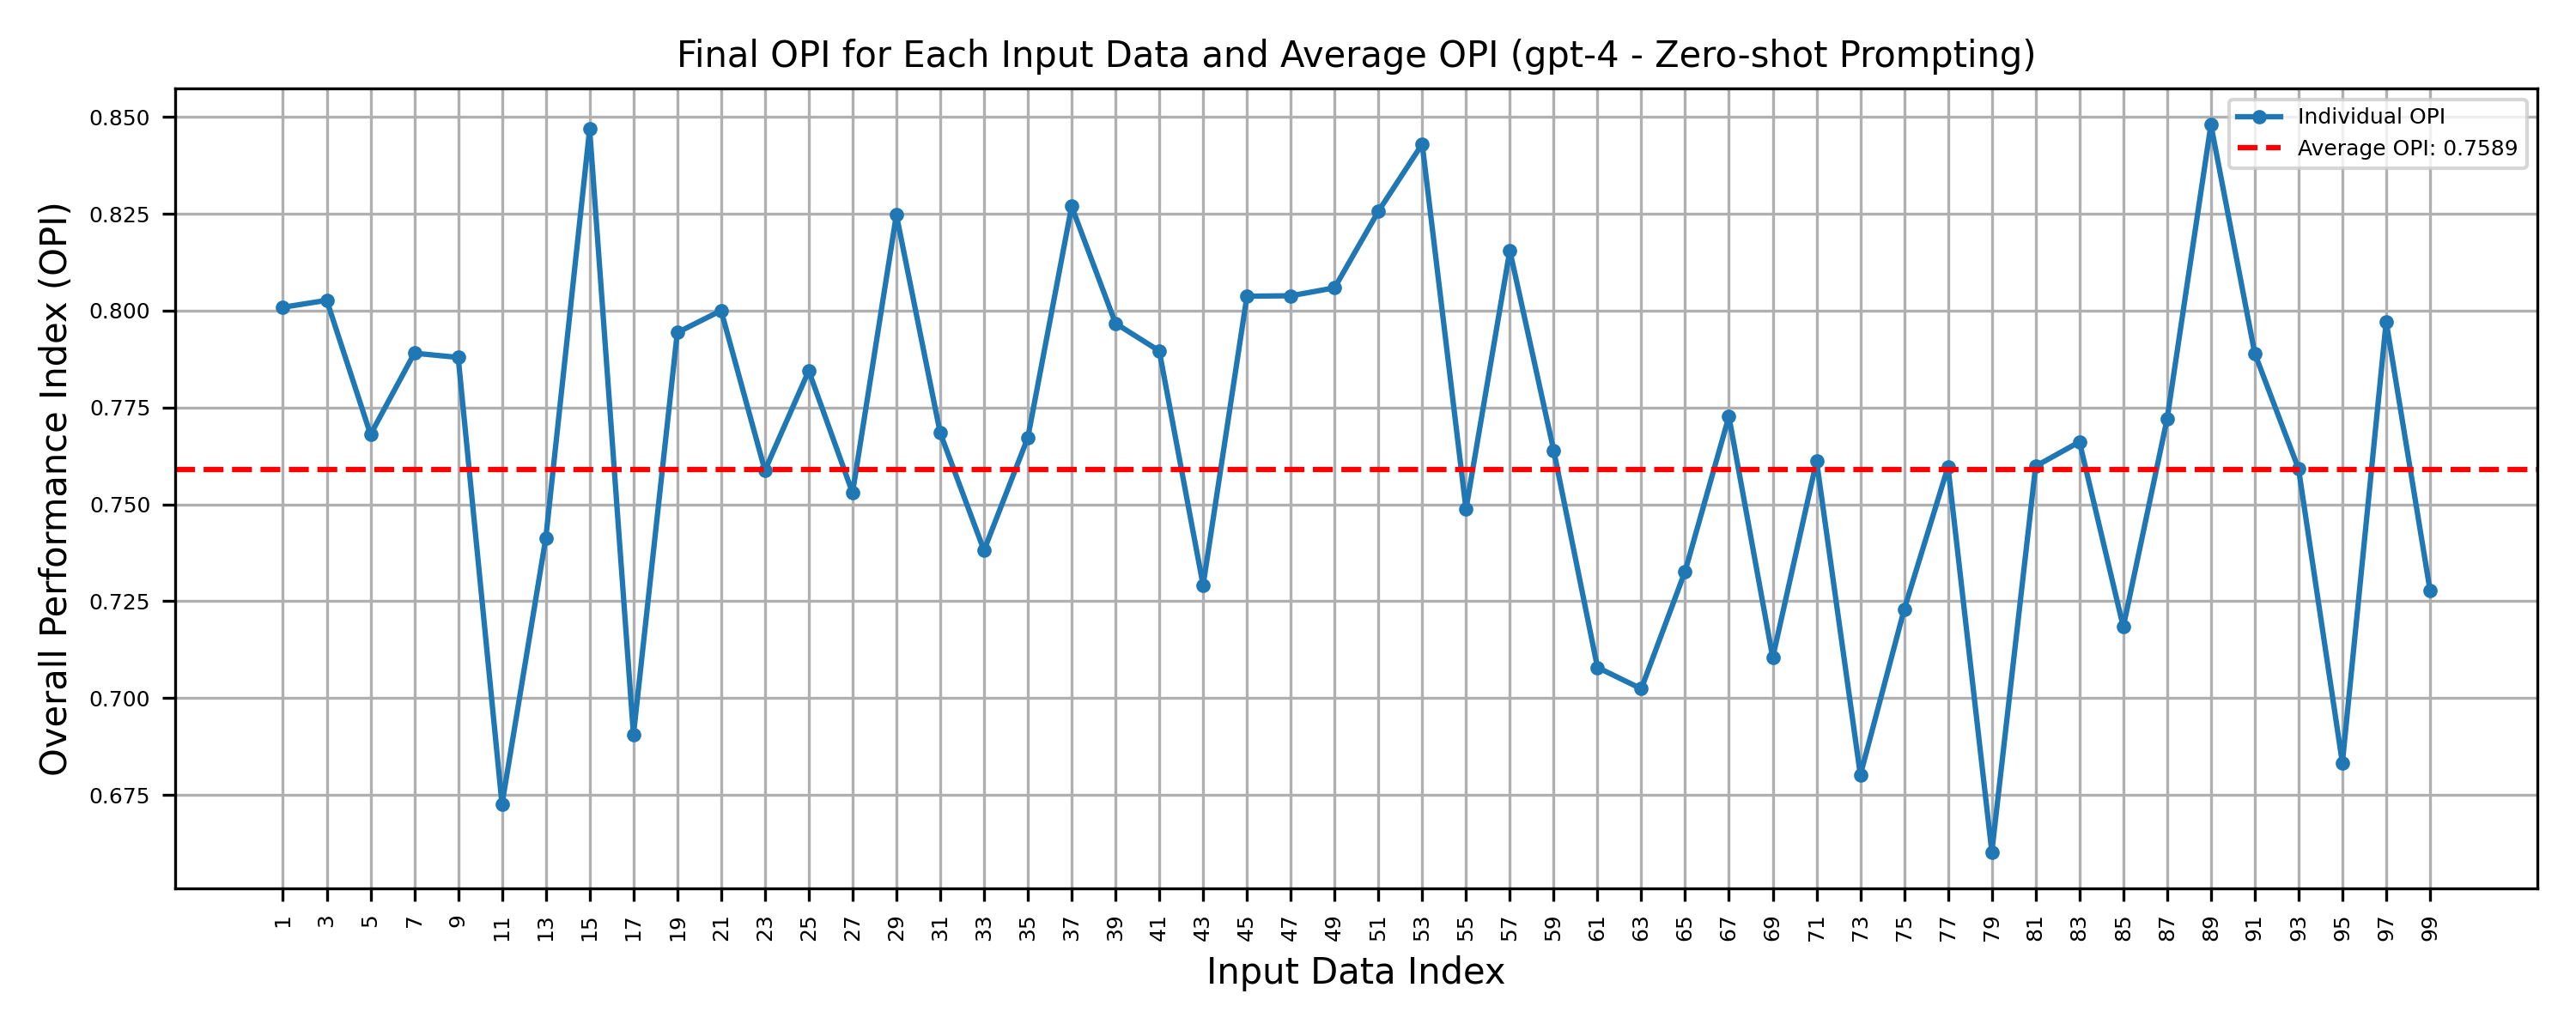 Final OPI for Each Input Data and Average OPI (gpt-4 - Zero-shot Prompting)
Individual OPI
Average OPI: 0.7589
Overall Performance Index (OPI)
0.850
0.825
0.800
0.775
0.750
0.725
0.700
0.675
1 3 5 7 9 11 13 15 17 19 21 23 25 27 29 31 33 35 37 39 41 43 45 47 49 51 53 55 57 59 61 63 65 67 69 71 73 75 77 79 81 83 85 87 89 91 93 95 97 99
Input Data Index